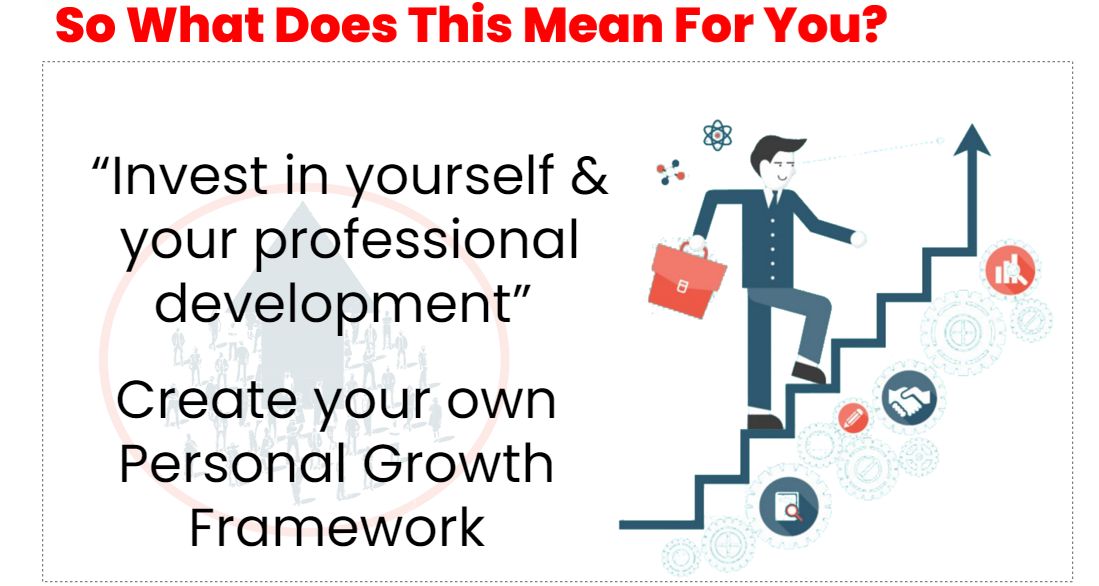 So What Does This Mean For You?
“Invest in yourself &
your professional
development”
Create your own
Personal Growth
Framework